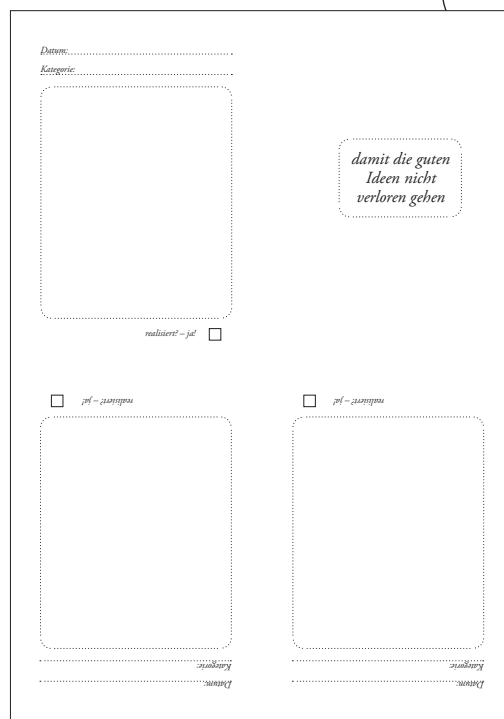 Datum:
Kategorie:
damit die guten
Ideen nicht
verloren gehen
realisiert? – ja!
realisiert? – ja!
Kategorie:
Datum:
realisiert? – ja!
Kategorie:
Datum: